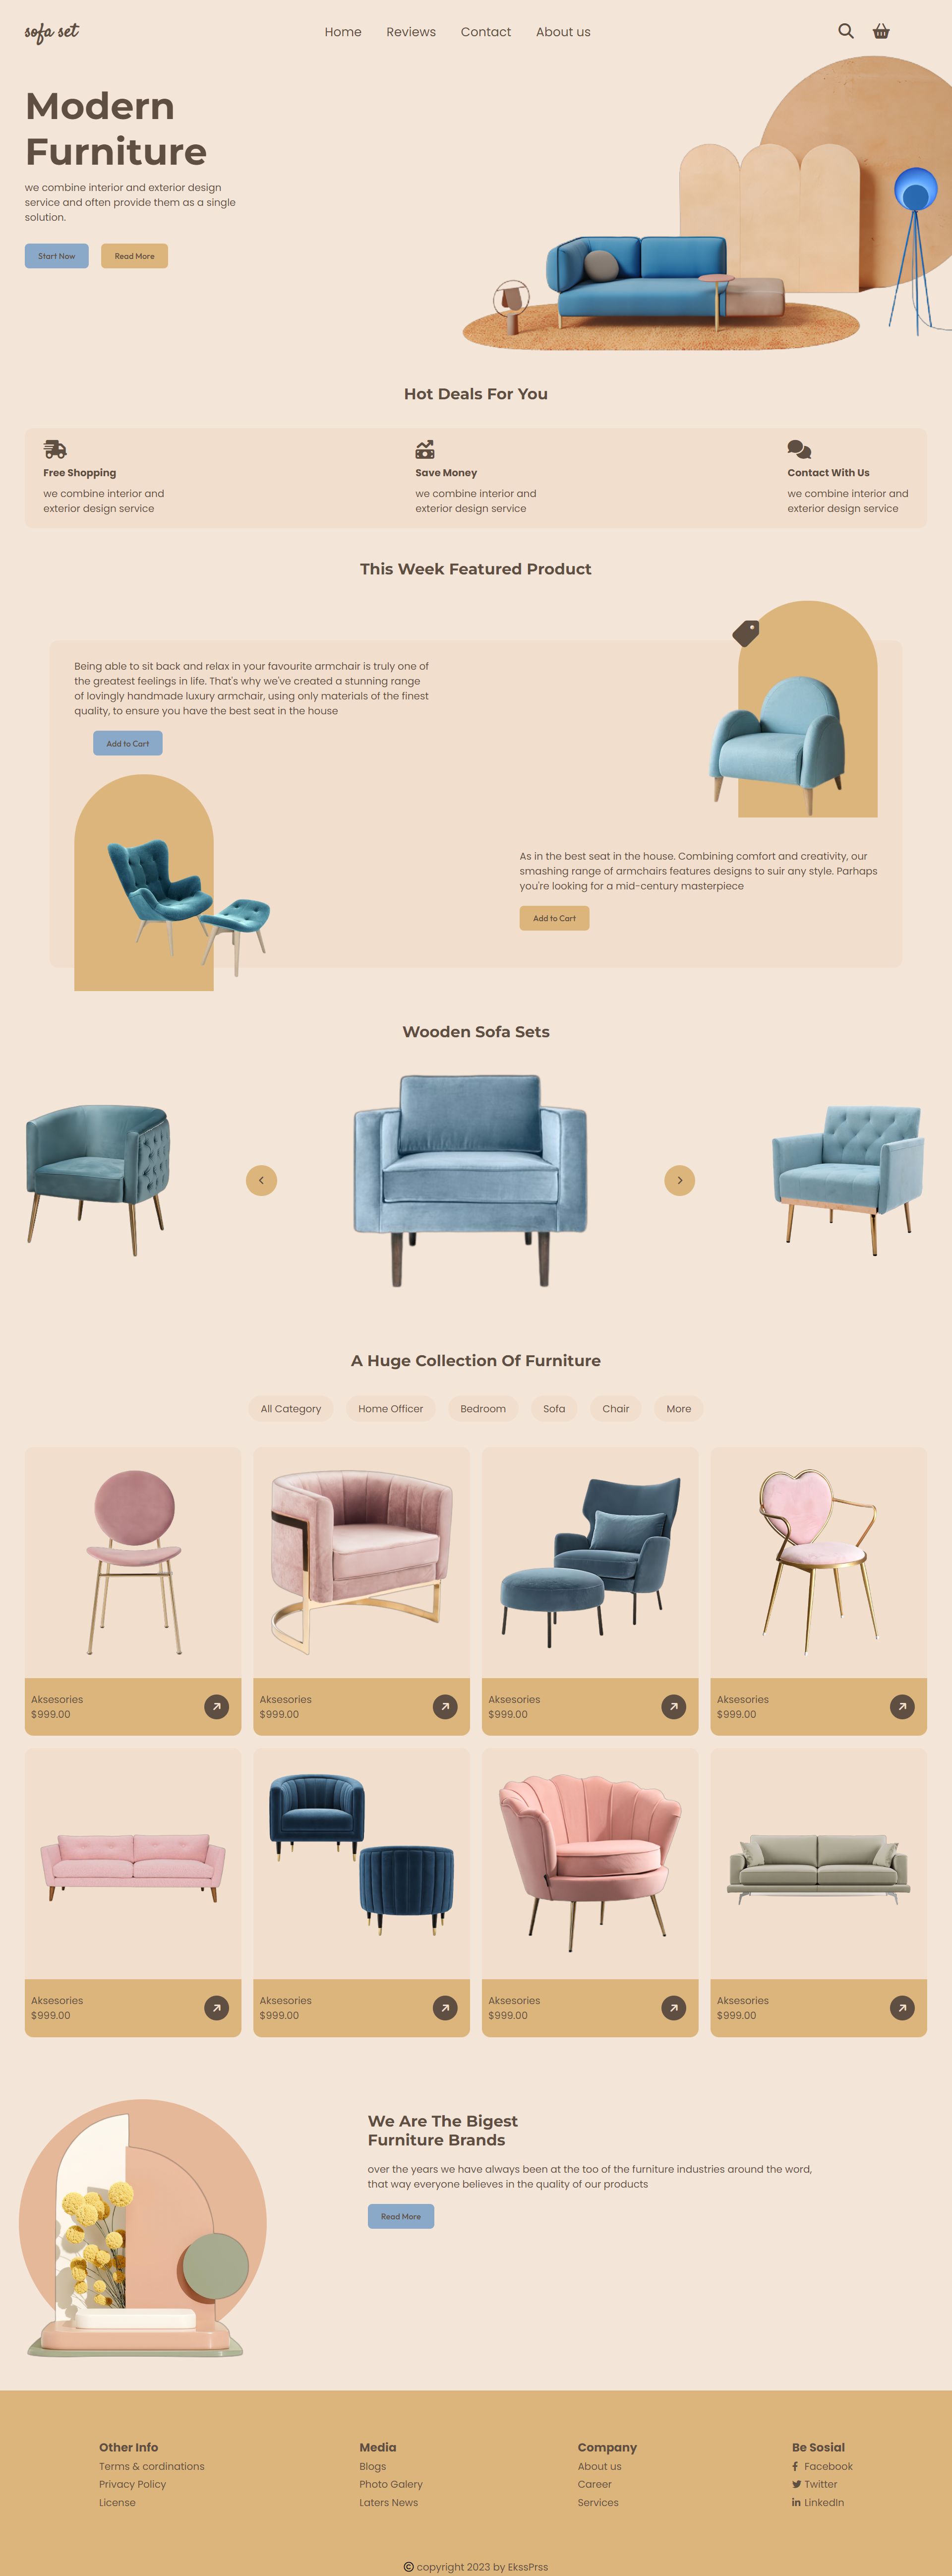 sofa set
Home Reviews Contact About us
Modern
Furniture
we combine interior and exterior design
service and often provide them as a single
solution.
Start Now Read More
Hot Deals For You
Free Shopping
we combine interior and
exterior design service
Save Money
we combine interior and
exterior design service
Contact With Us
we combine interior and
exterior design service
This Week Featured Product
Being able to sit back and relax in your favourite armchair is truly one of
the greatest feelings in life. That's why we've created a stunning range
of lovingly handmade luxury armchair, using only materials of the finest
quality, to ensure you have the best seat in the house
Add to Cart
As in the best seat in the house. Combining comfort and creativity, our
smashing range of armchairs features designs to suir any style. Parhaps
you're looking for a mid-century masterpiece
Add to Cart
Wooden Sofa Sets
A Huge Collection Of Furniture
All Category Home Officer Bedroom Sofa Chair More
Aksesories
$999.00
Aksesories
$999.00
Aksesories
$999.00
Aksesories
$999.00
Aksesories
$999.00
Aksesories
$999.00
Aksesories
$999.00
Aksesories
$999.00
We Are The Bigest
Furniture Brands
over the years we have always been at the too of the furniture industries around the word,
that way everyone believes in the quality of our products
Read More
Other Info
Terms & cordinations
Privacy Policy
License
Media
Blogs
Photo Galery
Laters News
Company
About us
Career
Services
Be Sosial
Facebook
Twitter
LinkedIn
© copyright 2023 by EkssPrss